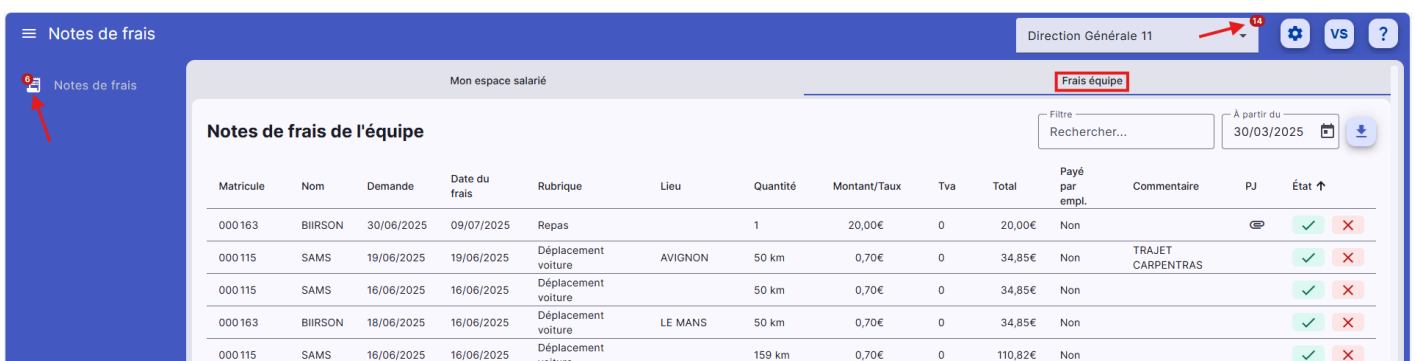 Notes de frais
Direction Générale 11
14
VS
?
6
Notes de frais
Mon espace salarié
Frais équipe
Notes de frais de l'équipe
Filtre
Rechercher...
À partir du
30/03/2025
Matricule Nom Demande Date du frais Rubrique Lieu Quantité Montant/Taux Tva Total Payé par empl. Commentaire PJ État
000163 BIIRSON 30/06/2025 09/07/2025 Repas 1 20,00€ 0 20,00€ Non
000115 SAMS 19/06/2025 19/06/2025 Déplacement voiture AVIGNON 50 km 0,70€ 0 34,85€ Non TRAJET CARPENTRAS
000115 SAMS 16/06/2025 16/06/2025 Déplacement voiture 50 km 0,70€ 0 34,85€ Non
000163 BIIRSON 18/06/2025 16/06/2025 Déplacement voiture LE MANS 50 km 0,70€ 0 34,85€ Non
000115 SAMS 16/06/2025 16/06/2025 Déplacement 159 km 0,70€ 0 110,82€ Non